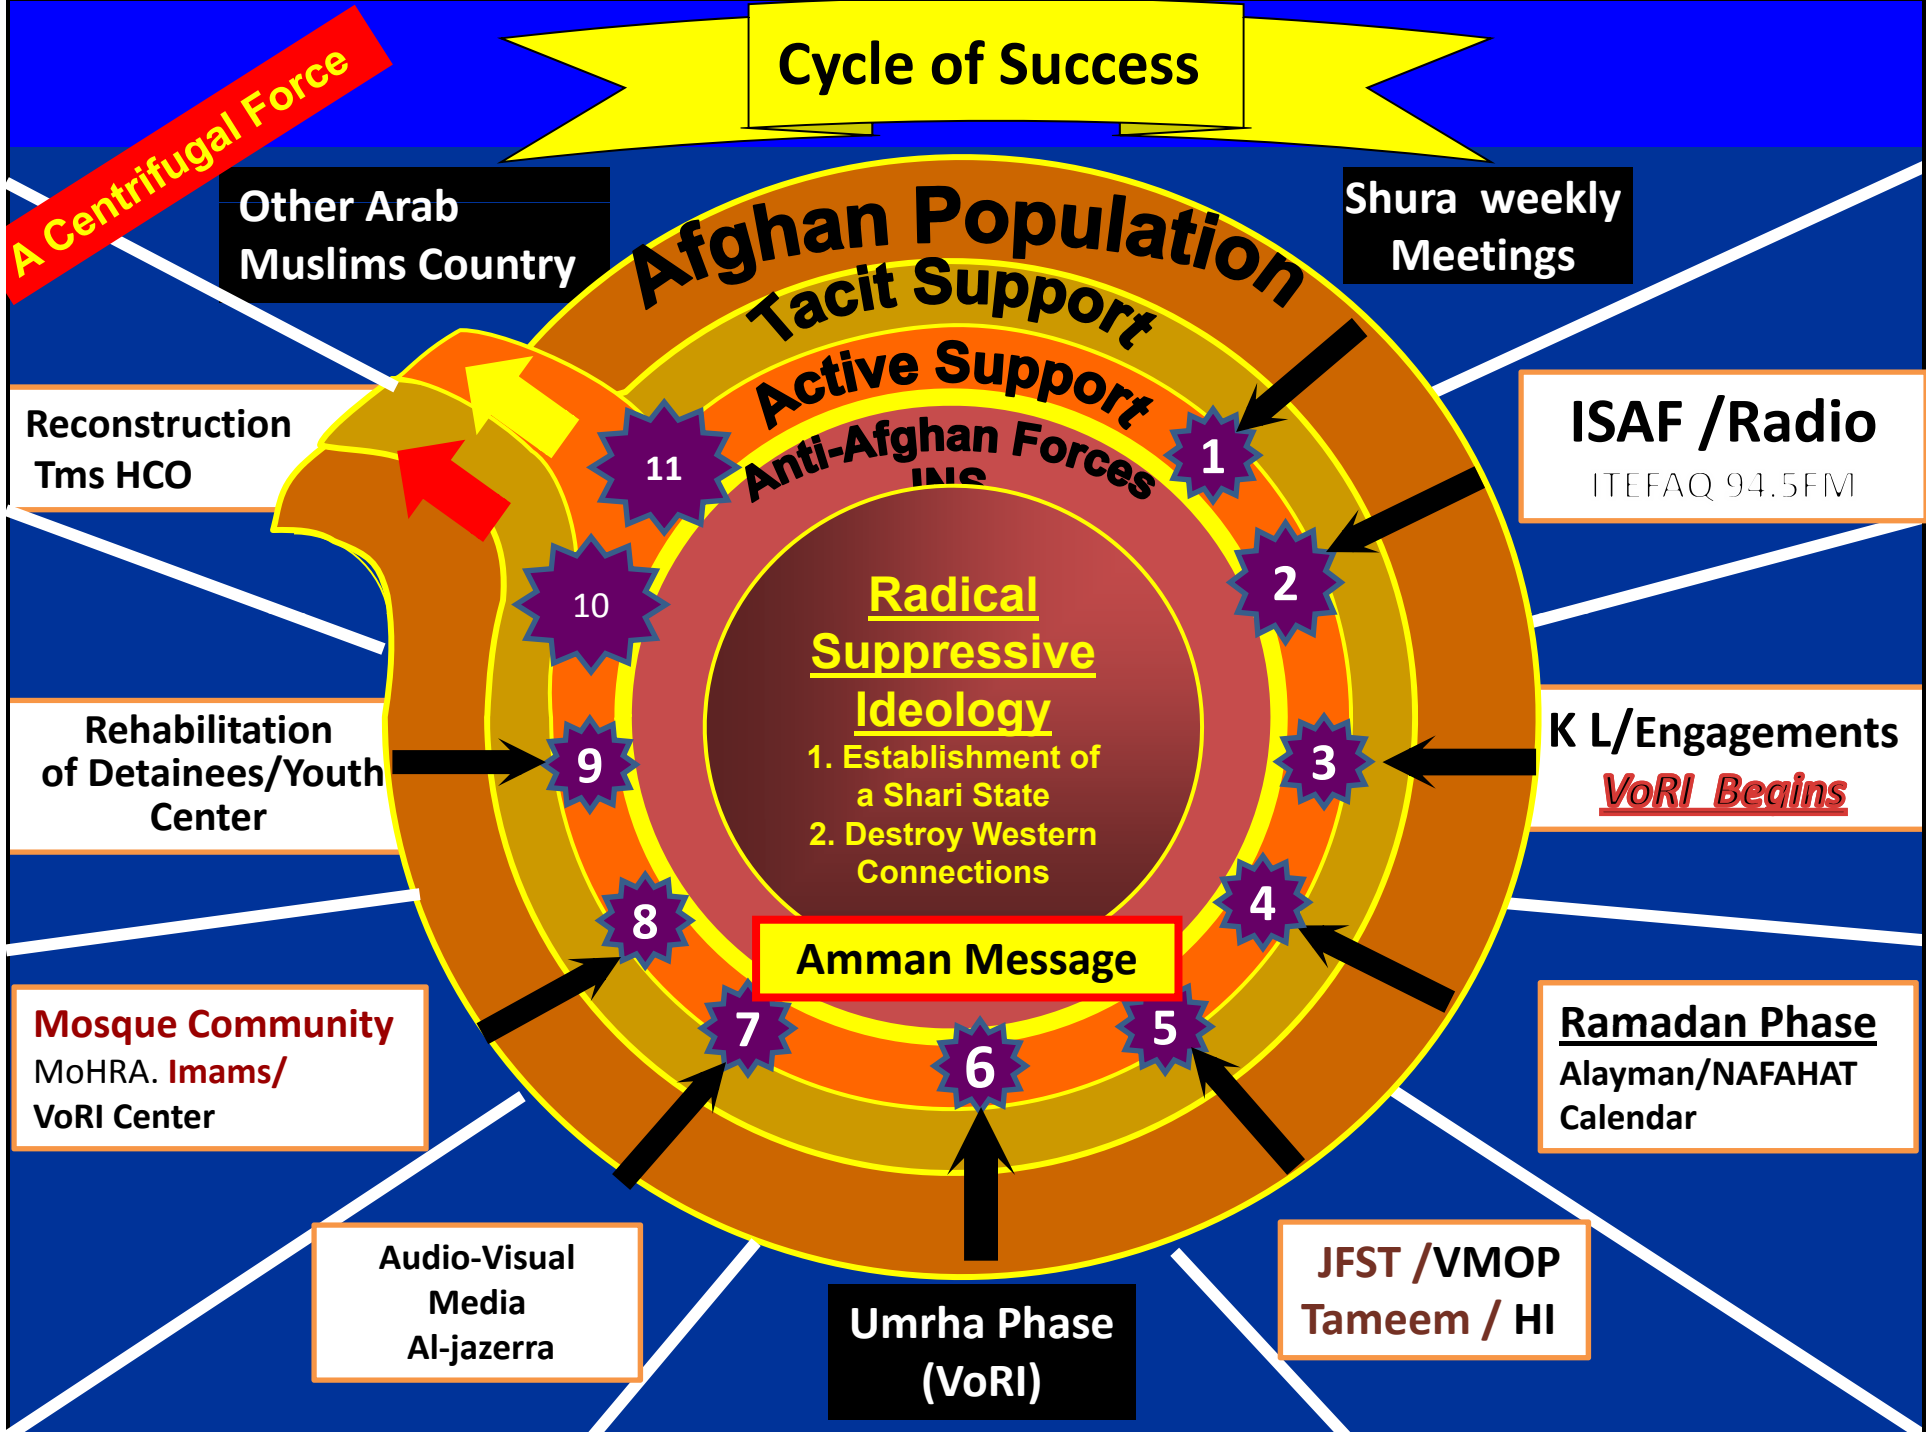 Cycle of Success
A Centrifugal Force
Other Arab
Muslims Country
Shura weekly
Meetings
Afghan Population
Tacit Support
Active Support
Anti-Afghan Forces
INS
Reconstruction
Tms HCO
ISAF /Radio
ITEFAQ 94.5FM
11
1
10
2
Radical
Suppressive
Ideology
1. Establishment of
a Shari State
2. Destroy Western
Connections
Rehabilitation
of Detainees/Youth
Center
9
3
K L/Engagements
VoRI Begins
8
4
Amman Message
7
5
6
Mosque Community
MoHRA. Imams/
VoRI Center
Ramadan Phase
Alayman/NAFAHAT
Calendar
Audio-Visual
Media
Al-jazerra
Umrha Phase
(VoRI)
JFST /VMOP
Tameem / HI